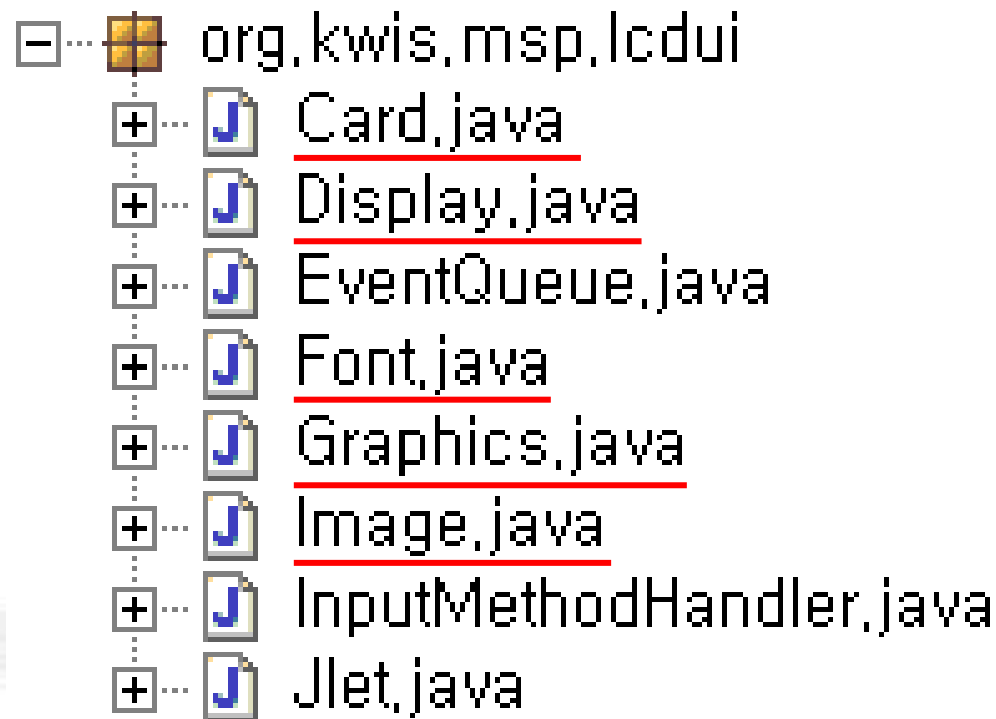 org.kwis.msp.lcdui
Card.java
Display.java
EventQueue.java
Font.java
Graphics.java
Image.java
InputMethodHandler.java
Jlet.java